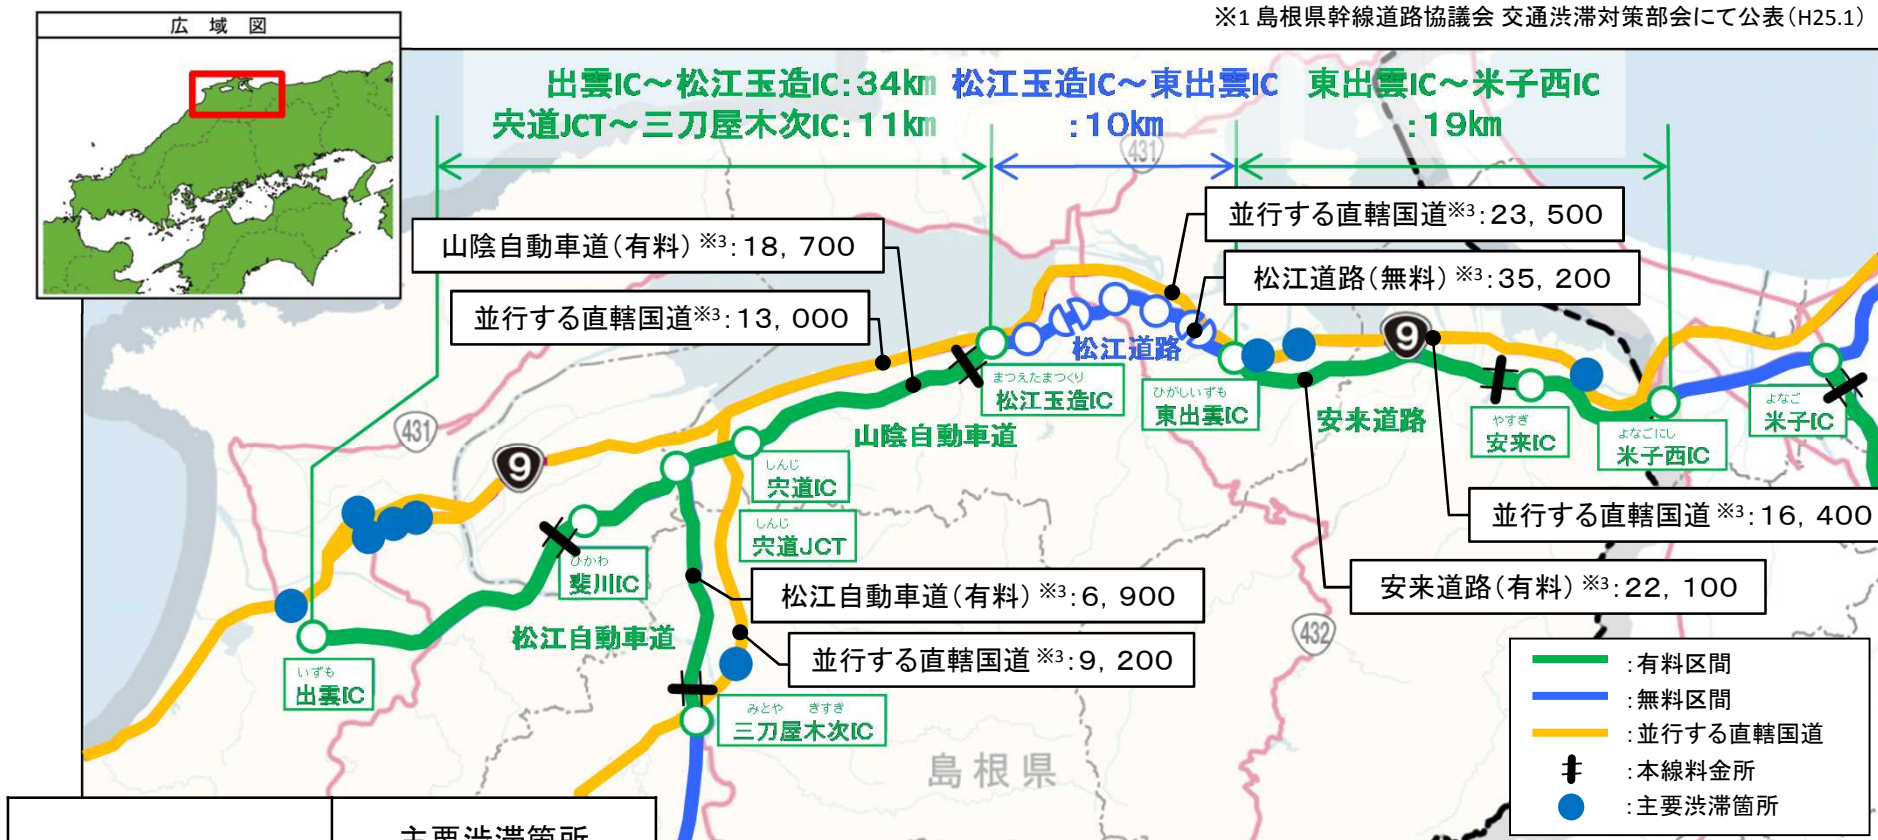 ※1 島根県幹線道路協議会 交通渋滞対策部会にて公表（H25.1）
広 域 図
出雲IC～松江玉造IC：34km
宍道JCT～三刀屋木次IC：11km
松江玉造IC～東出雲IC
：10km
東出雲IC～米子西IC
：19km
431
並行する直轄国道※3：23，500
山陰自動車道（有料）※3：18，700
松江道路（無料）※3：35，200
並行する直轄国道※3：13，000
松江道路
9
まつえたまつくり
松江玉造IC
ひがしいずも
東出雲IC
安来道路
やすぎ
安来IC
よなごにし
米子西IC
よなご
米子IC
431
山陰自動車道
9
しんじ
宍道IC
しんじ
宍道JCT
並行する直轄国道※3：16，400
ひかわ
斐川IC
松江自動車道（有料）※3：6，900
安来道路（有料）※3：22，100
松江自動車道
並行する直轄国道※3：9，200
432
いずも
出雲IC
みとや きすき
三刀屋木次IC
島根県
：有料区間
：無料区間
：並行する直轄国道
：本線料金所
：主要渋滞箇所
主要渋滞箇所